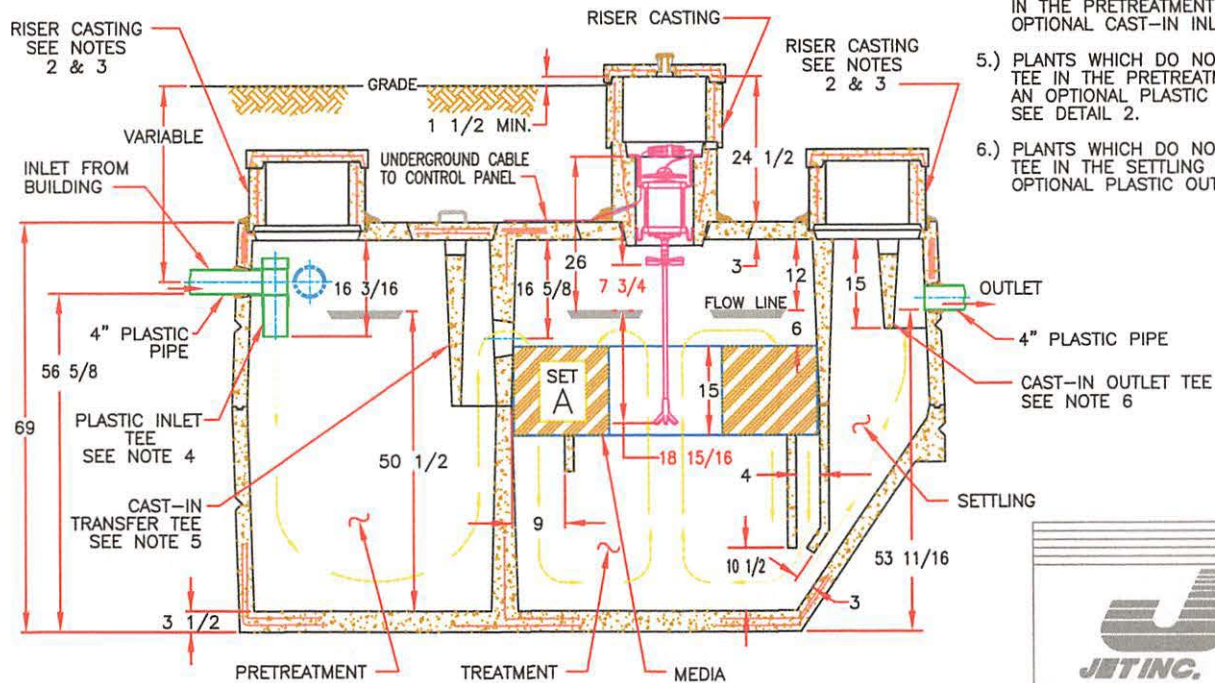 RISER CASTING
SEE NOTES
2 & 3
RISER CASTING
RISER CASTING
SEE NOTES
2 & 3
IN THE PRETREATMENT
OPTIONAL CAST-IN INL
5.) PLANTS WHICH DO NO
TEE IN THE PRETREATM
AN OPTIONAL PLASTIC
SEE DETAIL 2.
6.) PLANTS WHICH DO NO
TEE IN THE SETTLING
OPTIONAL PLASTIC OUT
GRADE
1 1/2 MIN.
VARIABLE
INLET FROM
BUILDING
UNDERGROUND CABLE
TO CONTROL PANEL
24 1/2
26
7 3/4
3
12
15
16 3/16
16 5/8
FLOW LINE
6
OUTLET
4" PLASTIC
PIPE
4" PLASTIC PIPE
56 5/8
69
SET
A
15
CAST-IN OUTLET TEE
SEE NOTE 6
PLASTIC INLET
TEE
SEE NOTE 4
50 1/2
18 15/16
4
SETTLING
CAST-IN
TRANSFER TEE
SEE NOTE 5
9
10 1/2
53 11/16
3
3 1/2
PRETREATMENT
TREATMENT
MEDIA
JET INC.